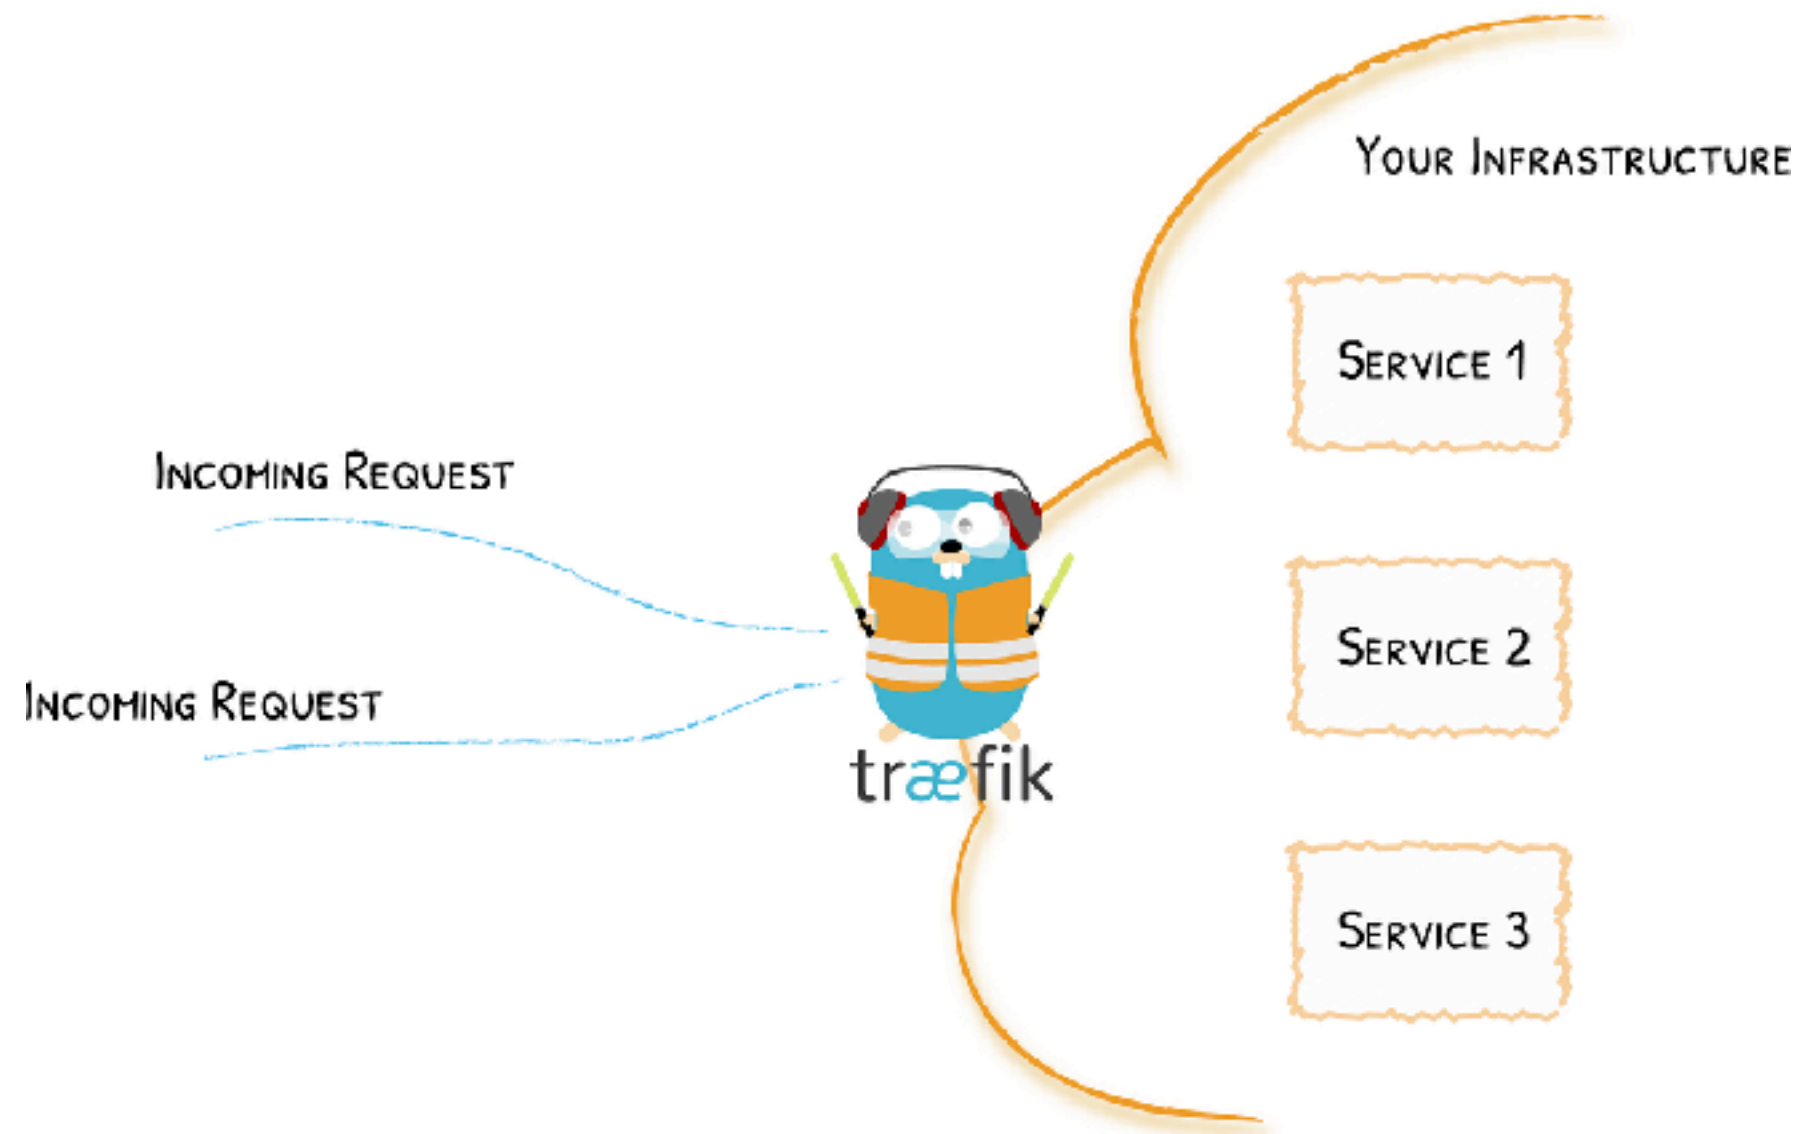 Your Infrastructure
Service 1
Incoming Request
Service 2
Incoming Request
træfik
Service 3